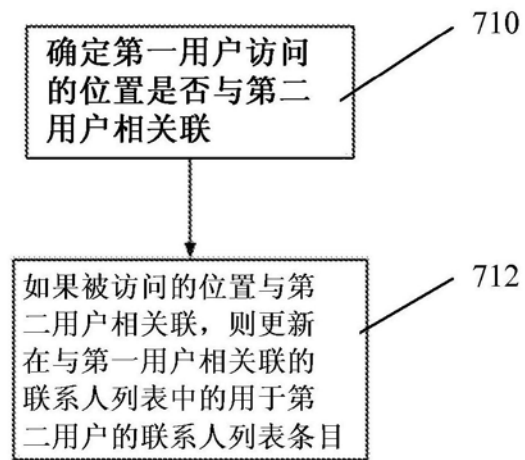 确定第一用户访问
的位置是否与第二
用户相关联
710
如果被访问的位置与第
二用户相关联，则更新
在与第一用户相关联的
联系人列表中的用于第
二用户的联系人列表条目
712